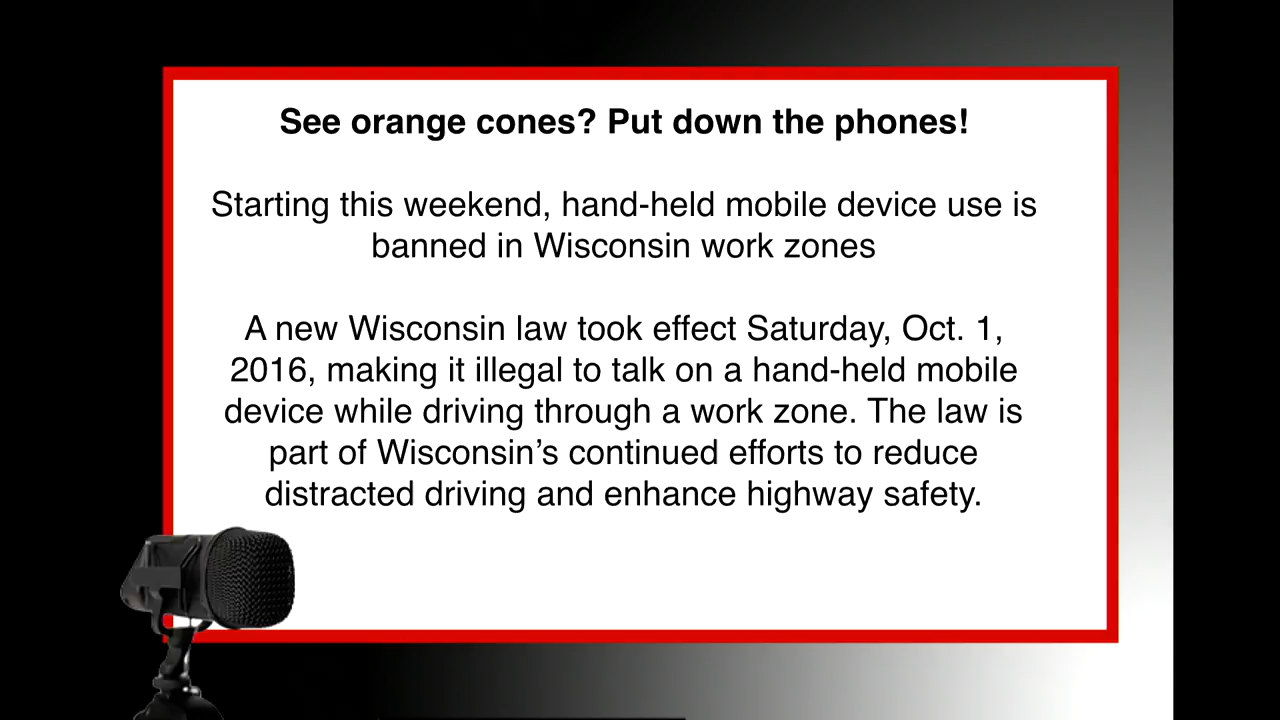 See orange cones? Put down the phones!
Starting this weekend, hand-held mobile device use is
banned in Wisconsin work zones
A new Wisconsin law took effect Saturday, Oct. 1,
2016, making it illegal to talk on a hand-held mobile
device while driving through a work zone. The law is
part of Wisconsin’s continued efforts to reduce
distracted driving and enhance highway safety.